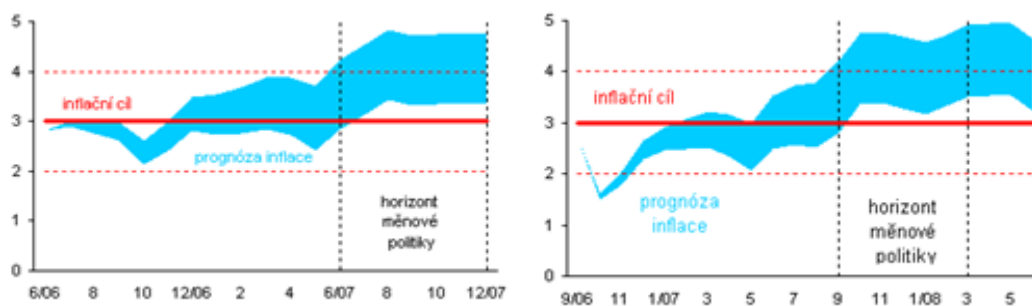 5
4
inflační cíl
3
prognóza inflace
2
horizont
měnové
politiky
1
0
6/06 8 10 12/06 2 4 6/07 8 10 12/07
5
4
inflační cíl
3
2
prognóza
inflace
horizont
měnové
politiky
1
0
9/06 11 1/07 3 5 7 9 11 1/08 3 5